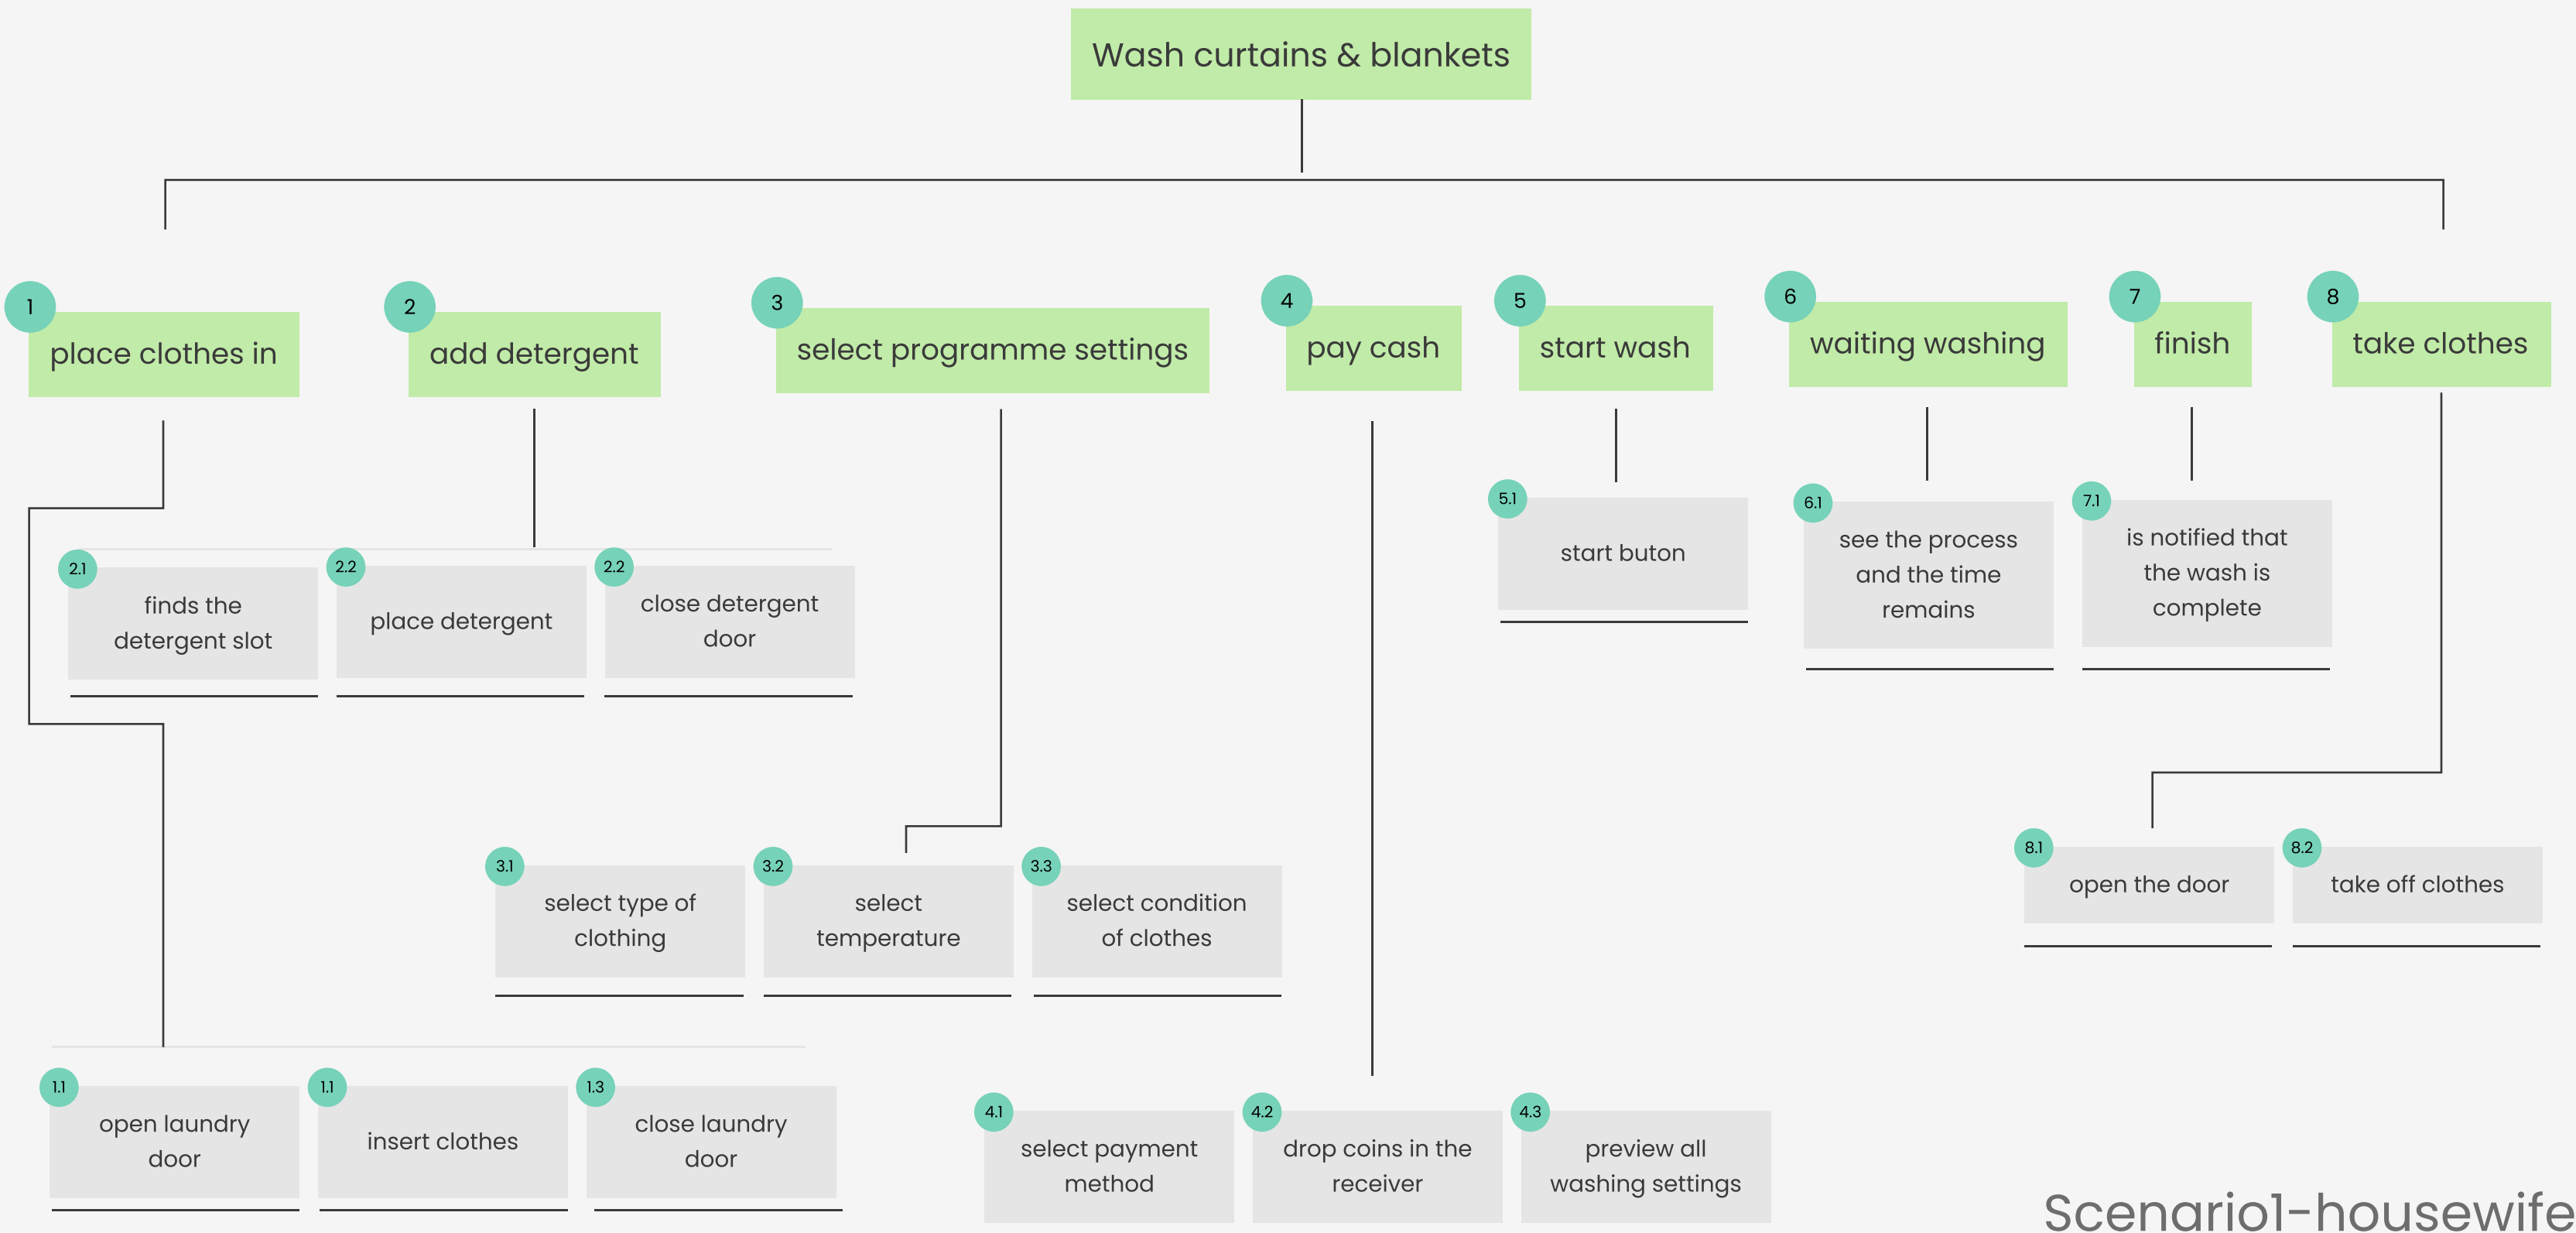 Wash curtains & blankets
1
place clothes in
2
add detergent
3
select programme settings
4
pay cash
5
start wash
6
waiting washing
7
finish
8
take clothes
5.1
start buton
6.1
see the process
and the time
remains
7.1
is notified that
the wash is
complete
2.1
finds the
detergent slot
2.2
place detergent
2.2
close detergent
door
3.1
select type of
clothing
3.2
select
temperature
3.3
select condition
of clothes
8.1
open the door
8.2
take off clothes
1.1
open laundry
door
1.1
insert clothes
1.3
close laundry
door
4.1
select payment
method
4.2
drop coins in the
receiver
4.3
preview all
washing settings
Scenario1-housewife